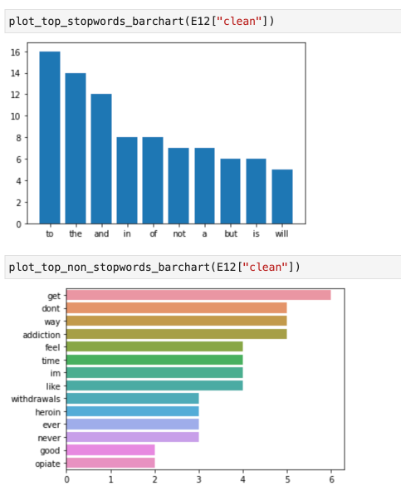 plot_top_stopwords_barchart(E12["clean"])
16
14
12
10
8
6
4
2
0
to the and in of not a but is will
plot_top_non_stopwords_barchart(E12["clean"])
get
dont
way
addiction
feel
time
im
like
withdrawals
heroin
ever
never
good
opiate
0 1 2 3 4 5 6